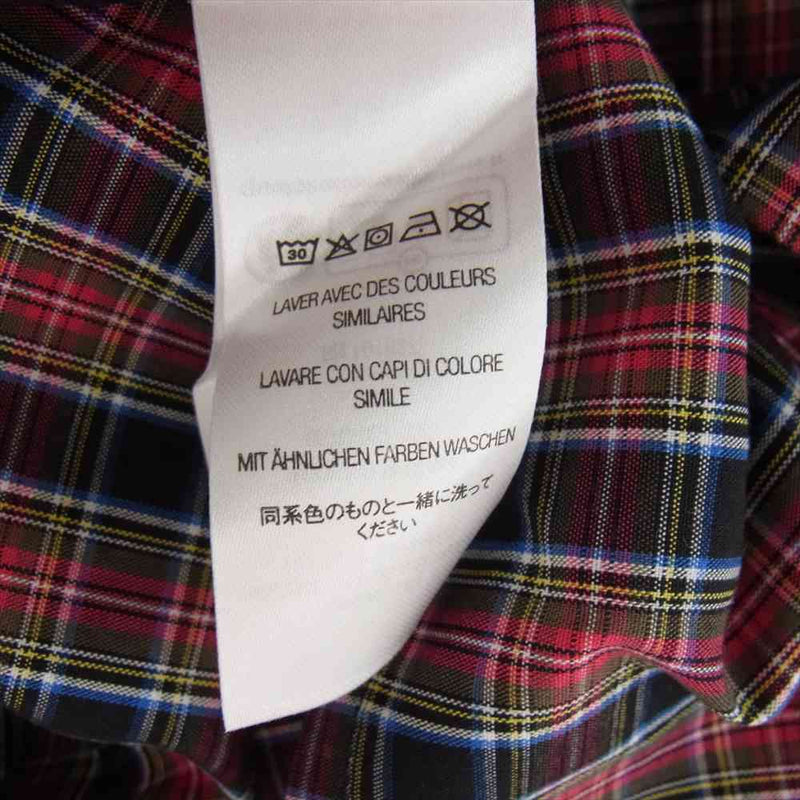 30
LAVER AVEC DES COULEURS
SIMILAIRES
LAVARE CON CAPI DI COLORE
SIMILE
MIT ÄHNLICHEN FARBEN WASCHEN
同系色のものと一緒に洗って
ください